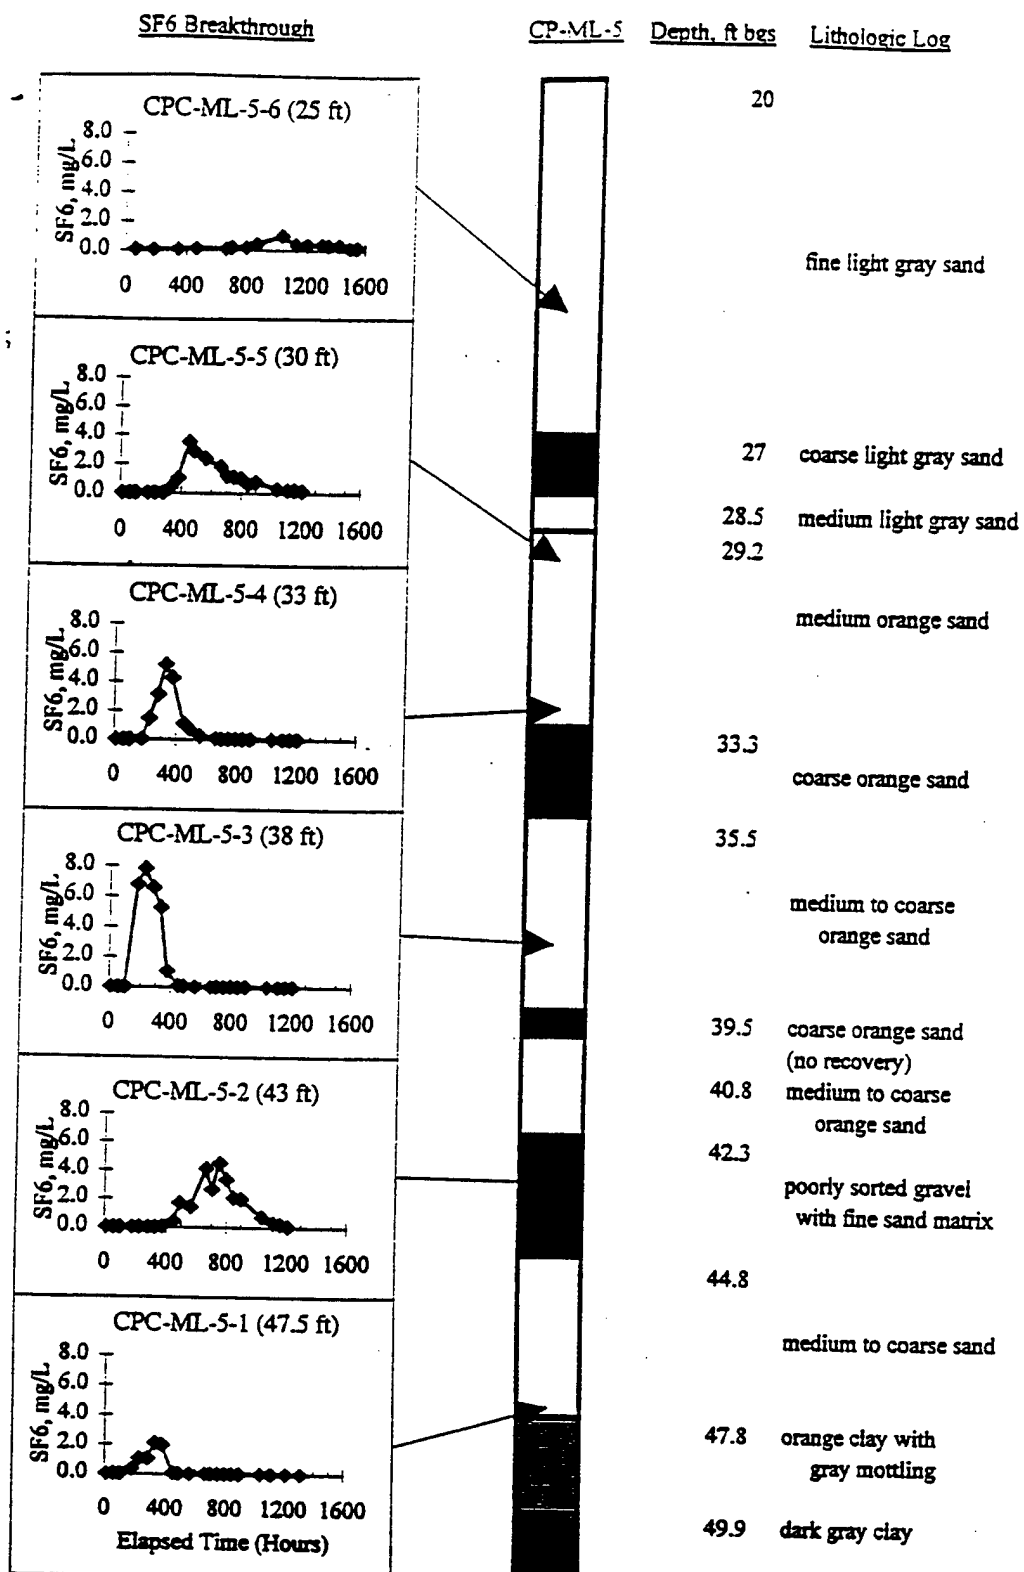 SF6 Breakthrough
CP-ML-5
Depth, ft bgs
Lithologic Log
CPC-ML-5-6 (25 ft)
SF6, mg/L
8.0
6.0
4.0
2.0
0.0
0 400 800 1200 1600
CPC-ML-5-5 (30 ft)
SF6, mg/L
8.0
6.0
4.0
2.0
0.0
0 400 800 1200 1600
CPC-ML-5-4 (33 ft)
SF6, mg/L
8.0
6.0
4.0
2.0
0.0
0 400 800 1200 1600
CPC-ML-5-3 (38 ft)
SF6, mg/L
8.0
6.0
4.0
2.0
0.0
0 400 800 1200 1600
CPC-ML-5-2 (43 ft)
SF6, mg/L
8.0
6.0
4.0
2.0
0.0
0 400 800 1200 1600
CPC-ML-5-1 (47.5 ft)
SF6, mg/L
8.0
6.0
4.0
2.0
0.0
0 400 800 1200 1600
Elapsed Time (Hours)
20
fine light gray sand
27 coarse light gray sand
28.5 medium light gray sand
29.2
medium orange sand
33.3
coarse orange sand
35.5
medium to coarse
orange sand
39.5 coarse orange sand
(no recovery)
40.8 medium to coarse
orange sand
42.3
poorly sorted gravel
with fine sand matrix
44.8
medium to coarse sand
47.8 orange clay with
gray mottling
49.9 dark gray clay